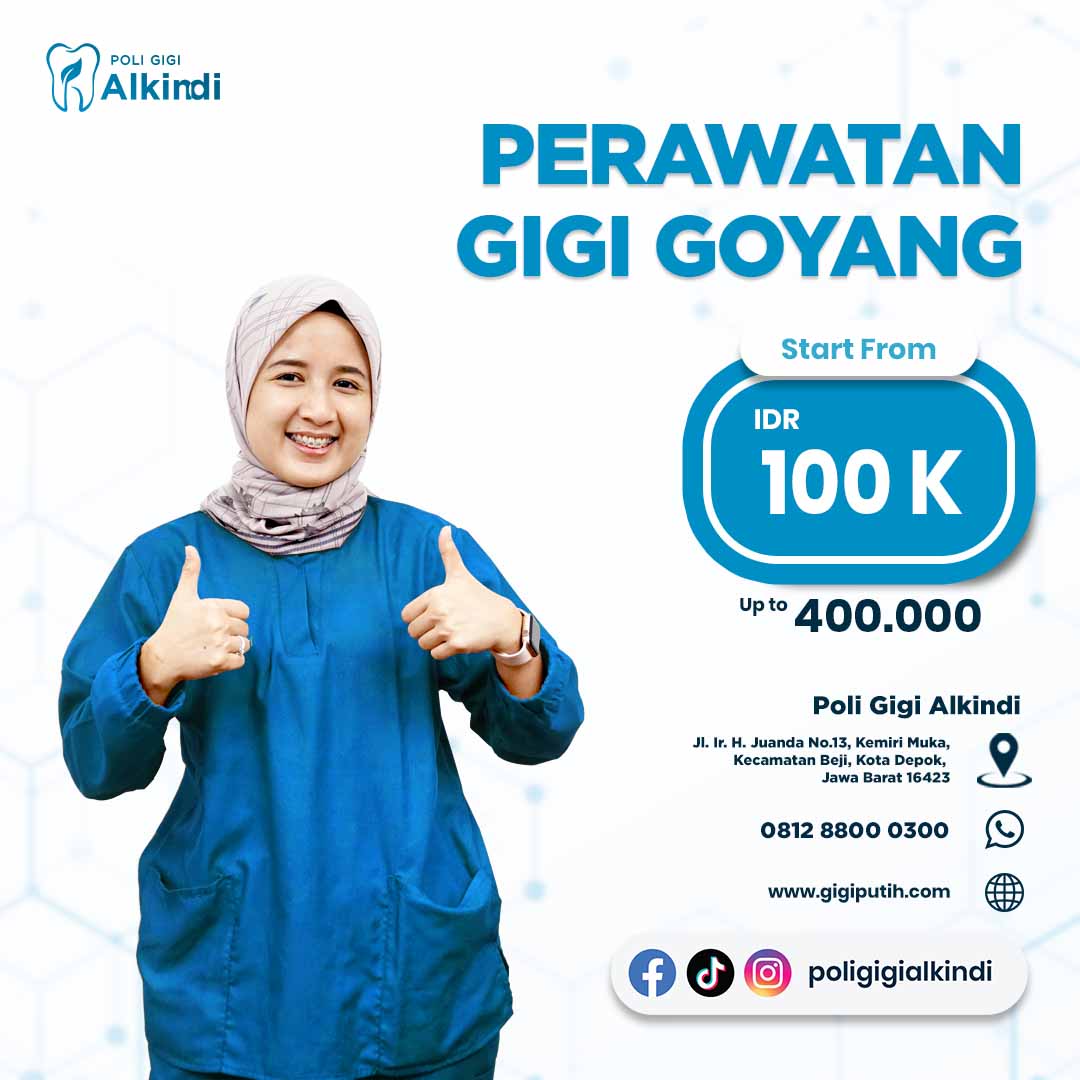 POLI GIGI
Alkindi
PERAWATAN
GIGI GOYANG
Start From
IDR
100 K
Up to 400.000
Poli Gigi Alkindi
Jl. Ir. H. Juanda No.13, Kemiri Muka,
Kecamatan Beji, Kota Depok,
Jawa Barat 16423
0812 8800 0300
www.gigiputih.com
poligigialkindi